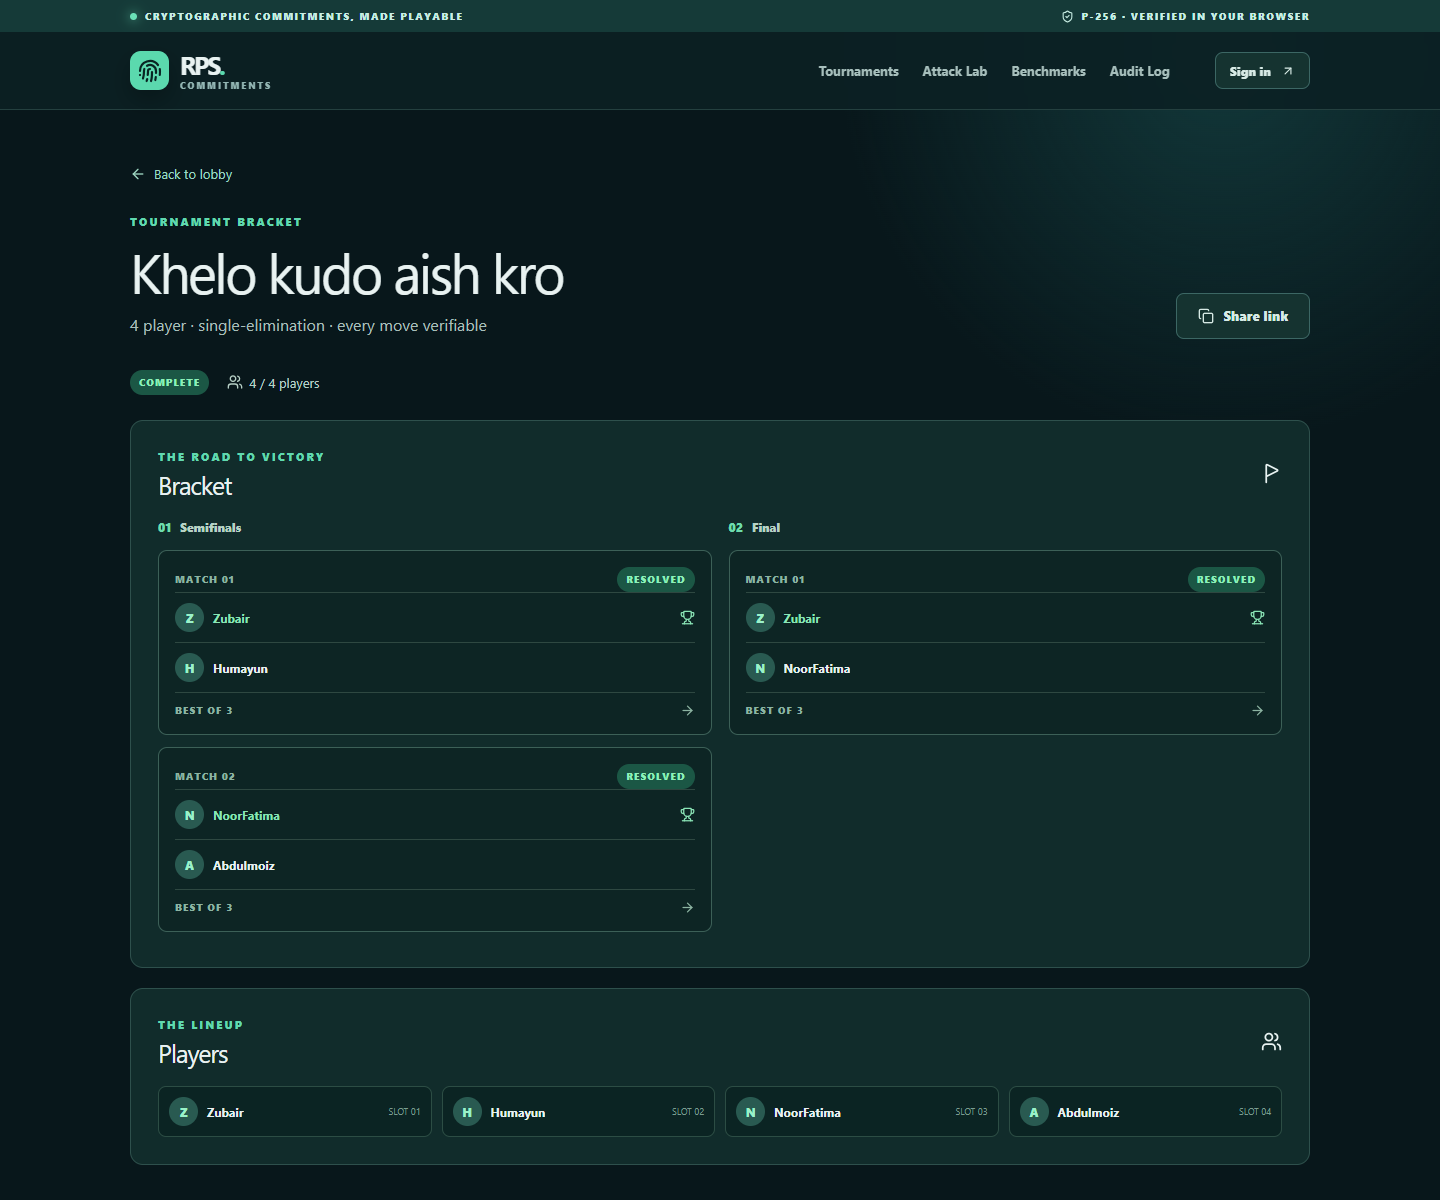 CRYPTOGRAPHIC COMMITMENTS, MADE PLAYABLE
P-256 · VERIFIED IN YOUR BROWSER
RPS.
COMMITMENTS
Tournaments
Attack Lab
Benchmarks
Audit Log
Sign in
Back to lobby
TOURNAMENT BRACKET
Khelo kudo aish kro
4 player · single-elimination · every move verifiable
Share link
COMPLETE
4 / 4 players
THE ROAD TO VICTORY
Bracket
01 Semifinals
MATCH 01 RESOLVED
Z Zubair
H Humayun
BEST OF 3
MATCH 02 RESOLVED
N NoorFatima
A Abdulmoiz
BEST OF 3
02 Final
MATCH 01 RESOLVED
Z Zubair
N NoorFatima
BEST OF 3
THE LINEUP
Players
Z Zubair SLOT 01
H Humayun SLOT 02
N NoorFatima SLOT 03
A Abdulmoiz SLOT 04